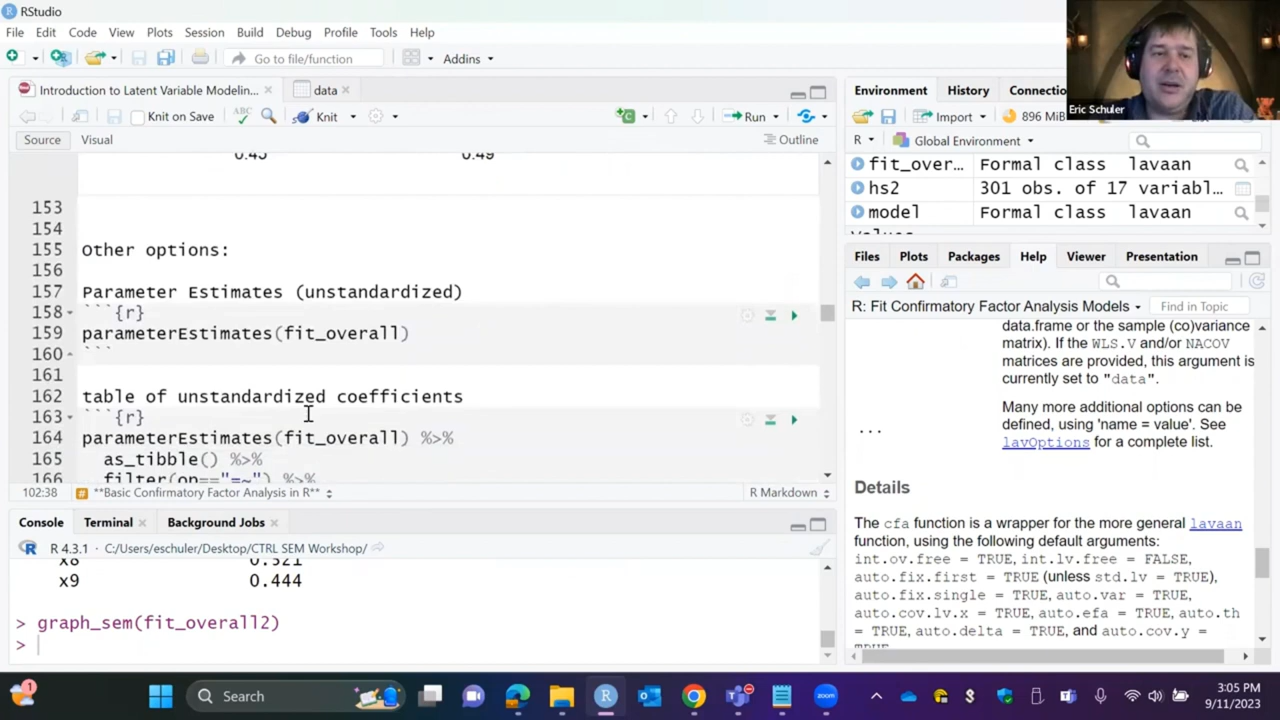 RStudio
File Edit Code View Plots Session Build Debug Profile Tools Help
Go to file/function Addins
Introduction to Latent Variable Modelin... data
Knit on Save Knit Run
Source Visual Outline
0.45 0.49
153
154
155 Other options:
156
157 Parameter Estimates (unstandardized)
158 ```{r}
159 parameterEstimates(fit_overall)
160 ```
161
162 table of unstandardized coefficients
163 ```{r}
164 parameterEstimates(fit_overall) %>%
165 as_tibble() %>%
166 filter(op=="=~") %>%
102:38 **Basic Confirmatory Factor Analysis in R** R Markdown
Console Terminal Background Jobs
R 4.3.1 · C:/Users/eschuler/Desktop/CTRL SEM Workshop/
x8 0.321
x9 0.444
> graph_sem(fit_overall2)
>
Eric Schuler
Environment History Connectio
Import 896 MiB
R Global Environment
fit_over... Formal class lavaan
hs2 301 obs. of 17 variabl...
model Formal class lavaan
values
Files Plots Packages Help Viewer Presentation
R: Fit Confirmatory Factor Analysis Models Find in Topic
data.frame or the sample (co)variance
matrix). If the WLS.V and/or NACOV
matrices are provided, this argument is
currently set to "data".
... Many more additional options can be
defined, using 'name = value'. See
lavOptions for a complete list.
Details
The cfa function is a wrapper for the more general lavaan
function, using the following default arguments:
int.ov.free = TRUE, int.lv.free = FALSE,
auto.fix.first = TRUE (unless std.lv = TRUE),
auto.fix.single = TRUE, auto.var = TRUE,
auto.cov.lv.x = TRUE, auto.efa = TRUE, auto.th
= TRUE, auto.delta = TRUE, and auto.cov.y =
TRUE
1 Search zoom 3:05 PM
9/11/2023